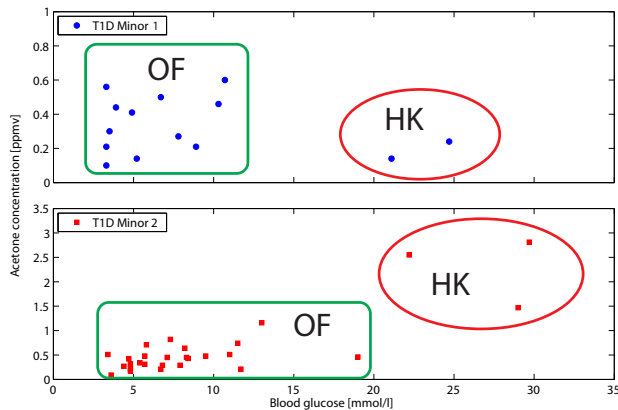 T1D Minor 1
OF
HK
1
0.8
0.6
0.4
0.2
0
Acetone concentration [ppmv]
T1D Minor 2
OF
HK
3.5
3
2.5
2
1.5
1
0.5
0
0 5 10 15 20 25 30 35
Blood glucose [mmol/l]